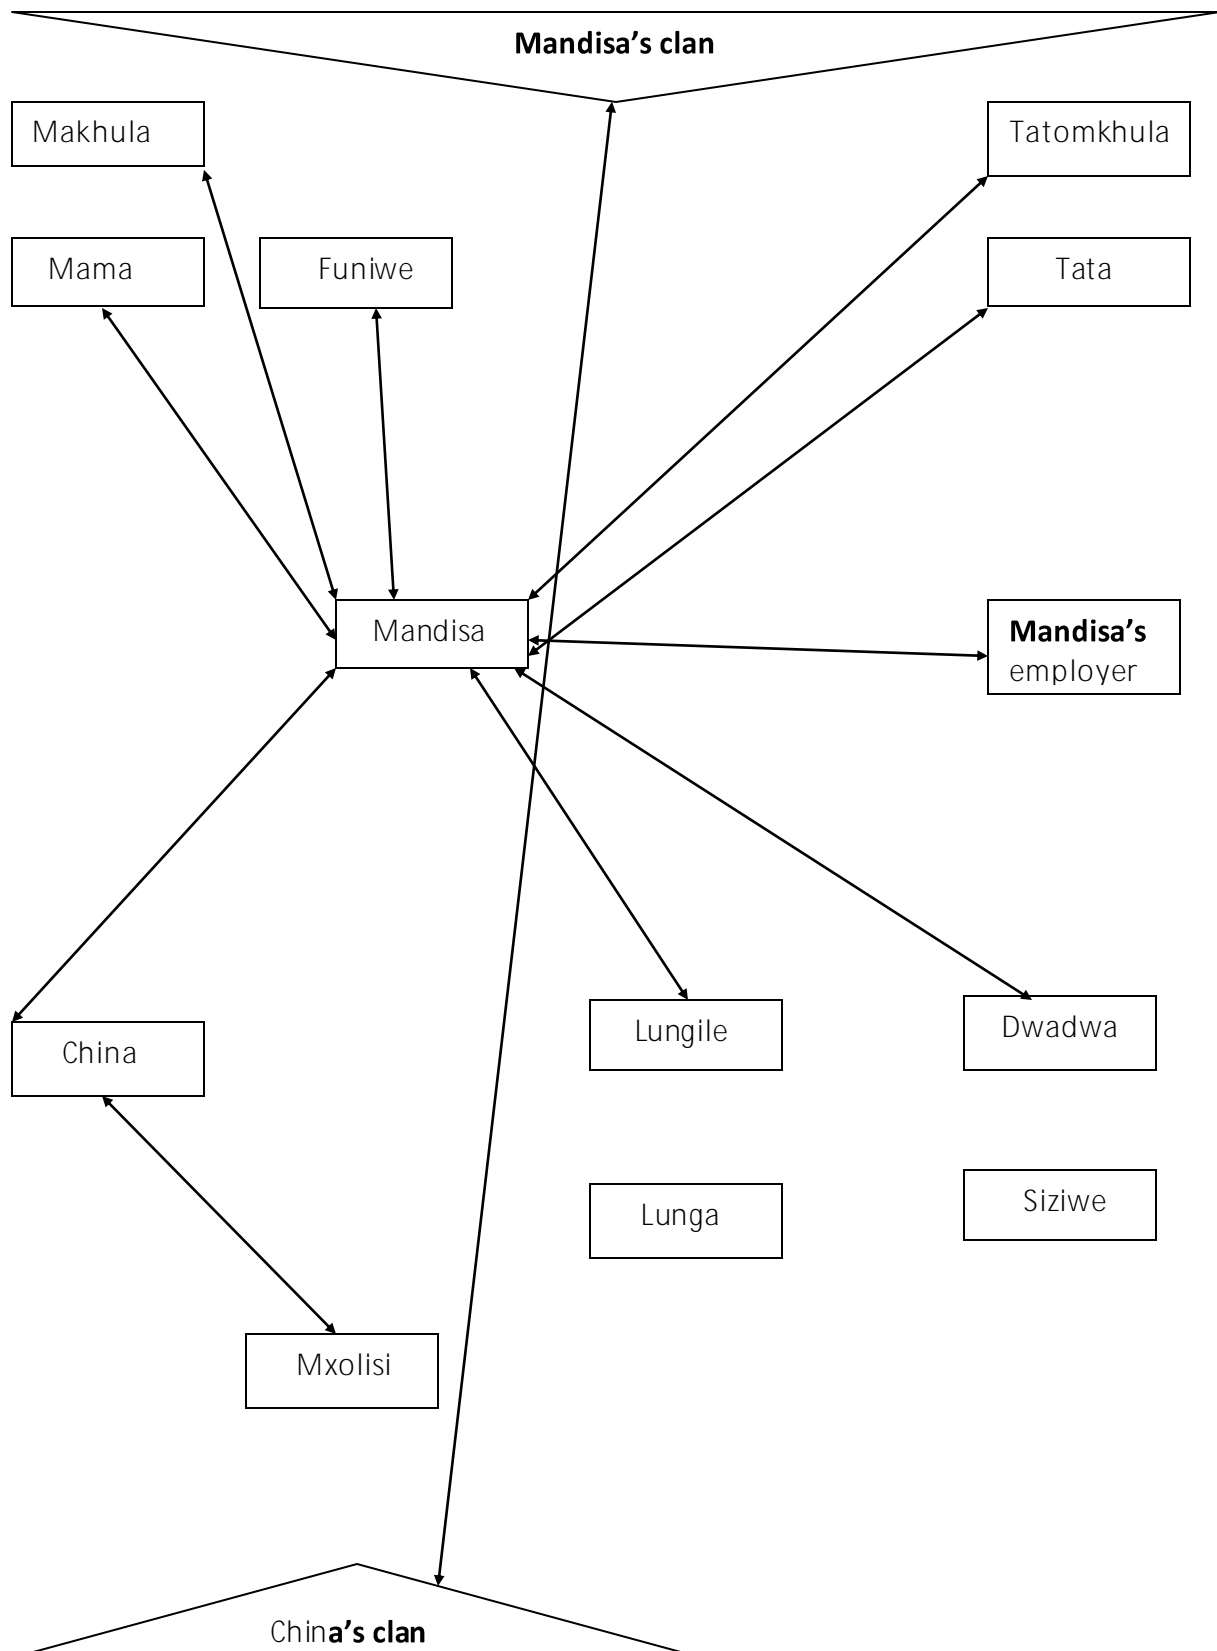 Mandisa’s clan
Makhula
Tatomkhula
Mama
Funiwe
Tata
Mandisa
Mandisa’s
employer
China
Lungile
Dwadwa
Lunga
Siziwe
Mxolisi
China’s clan